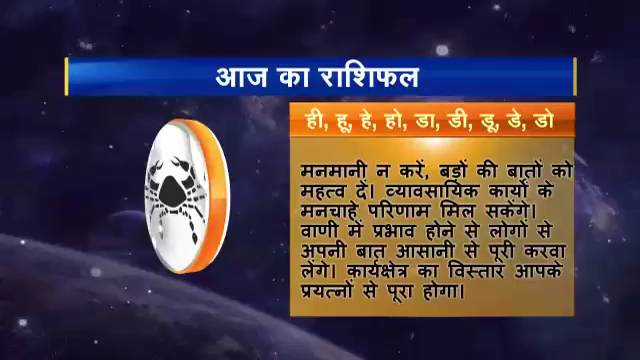 आज का राशिफल
ही, हू, हे, हो, डा, डी, डू, डे, डो
मनमानी न करें, बड़ों की बातों को
महत्व दें। व्यावसायिक कार्यों के
मनचाहे परिणाम मिल सकेंगे।
वाणी में प्रभाव होने से लोगों से
अपनी बात आसानी से पूरी करवा
लेंगे। कार्यक्षेत्र का विस्तार आपके
प्रयत्नों से पूरा होगा।